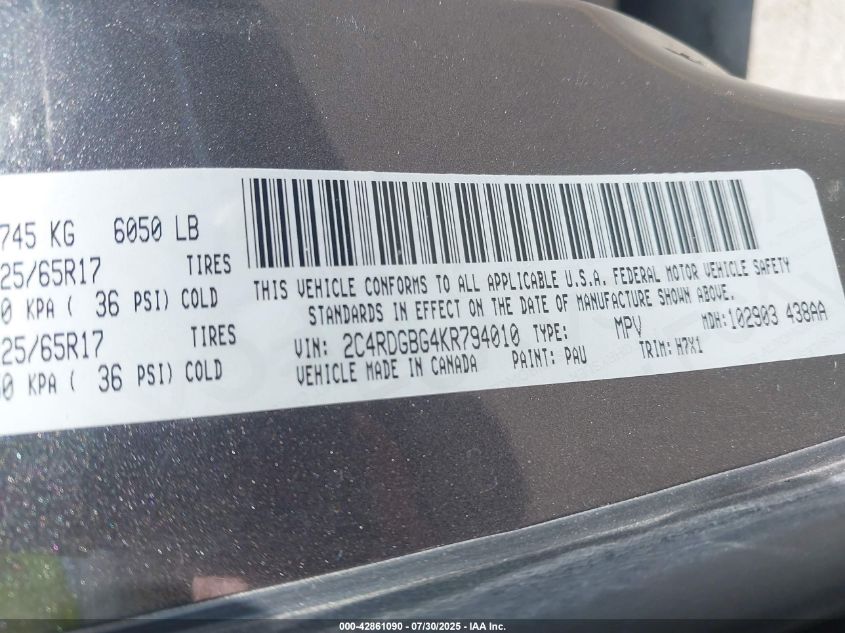 745 KG 6050 LB
25/65R17 TIRES
0 KPA ( 36 PSI) COLD
25/65R17 TIRES
0 KPA ( 36 PSI) COLD
THIS VEHICLE CONFORMS TO ALL APPLICABLE U.S.A. FEDERAL MOTOR VEHICLE SAFETY
STANDARDS IN EFFECT ON THE DATE OF MANUFACTURE SHOWN ABOVE.
VIN: 2C4RDGBG4KR794010 TYPE: MPV MDH: 102903 438AA
VEHICLE MADE IN CANADA PAINT: PAU TRIM: H7X1
000-42861090 - 07/30/2025 - IAA Inc.